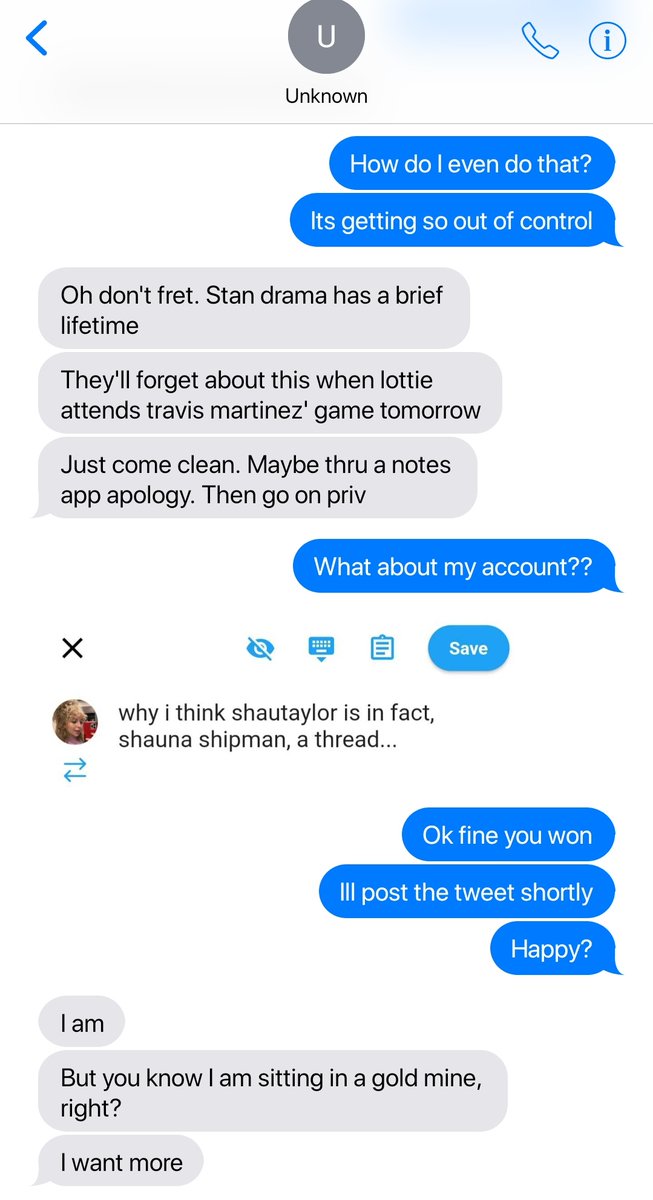 U
Unknown
How do I even do that?
Its getting so out of control
Oh don't fret. Stan drama has a brief
lifetime
They'll forget about this when lottie
attends travis martinez' game tomorrow
Just come clean. Maybe thru a notes
app apology. Then go on priv
What about my account??
Save
why i think shautaylor is in fact,
shauna shipman, a thread...
Ok fine you won
Ill post the tweet shortly
Happy?
I am
But you know I am sitting in a gold mine,
right?
I want more